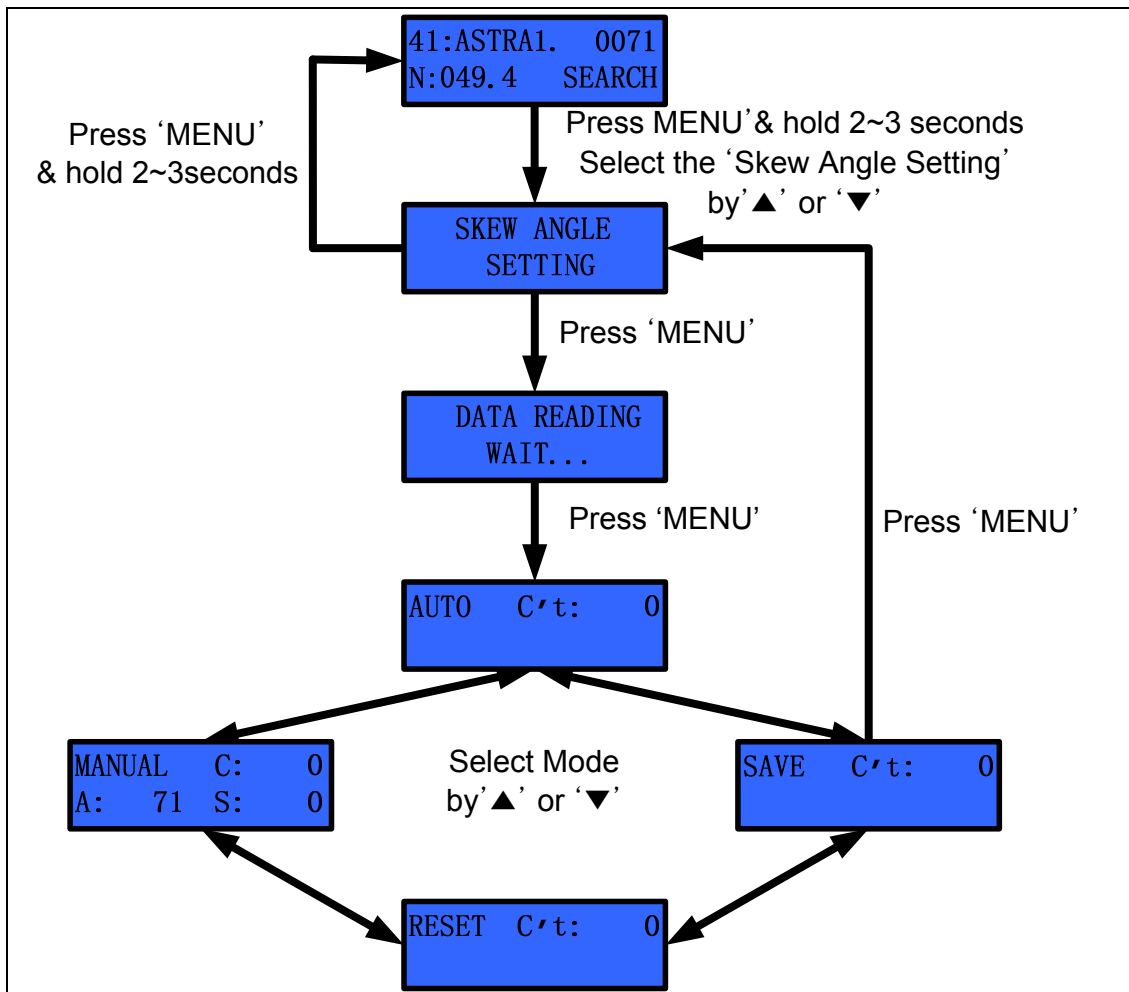 41:ASTRA1. 0071
N:049.4 SEARCH
Press ‘MENU’
& hold 2~3seconds
Press MENU’& hold 2~3 seconds
Select the ‘Skew Angle Setting’
by’▲’ or ‘▼’
SKEW ANGLE
SETTING
Press ‘MENU’
DATA READING
WAIT...
Press ‘MENU’
Press ‘MENU’
AUTO C't: 0
MANUAL C: 0
A: 71 S: 0
Select Mode
by’▲’ or ‘▼’
SAVE C't: 0
RESET C't: 0